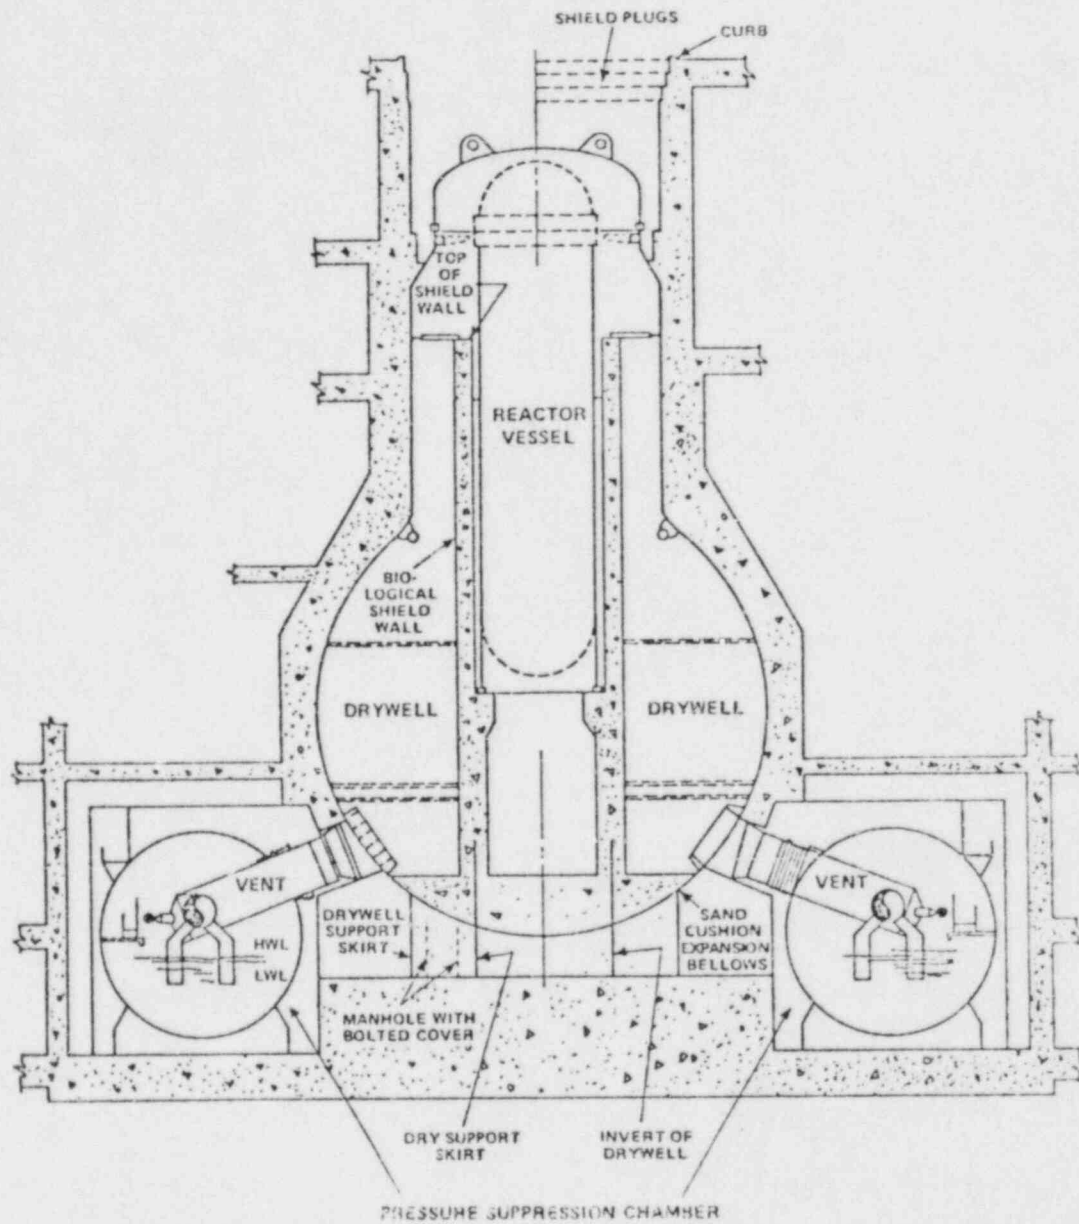 SHIELD PLUGS
CURB
TOP
OF
SHIELD
WALL
REACTOR
VESSEL
BIO-
LOGICAL
SHIELD
WALL
DRYWELL
DRYWELL
VENT
VENT
DRYWELL
SUPPORT
SKIRT
SAND
CUSHION
EXPANSION
BELLOWS
HWL
LWL
MANHOLE WITH
BOLTED COVER
DRY SUPPORT
SKIRT
INVERT OF
DRYWELL
PRESSURE SUPPRESSION CHAMBER